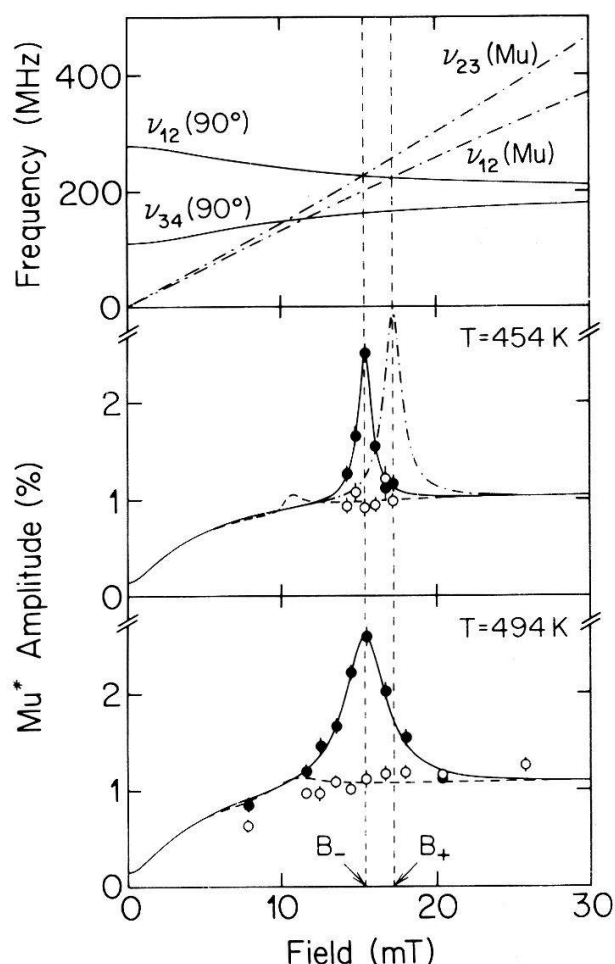 Frequency (MHz)
400
200
0
ν₂₃(Mu)
ν₁₂(90°)
ν₁₂(Mu)
ν₃₄(90°)
T=454 K
Mu* Amplitude (%)
2
1
0
T=494 K
2
1
0
B₋
B₊
0
10
20
30
Field (mT)